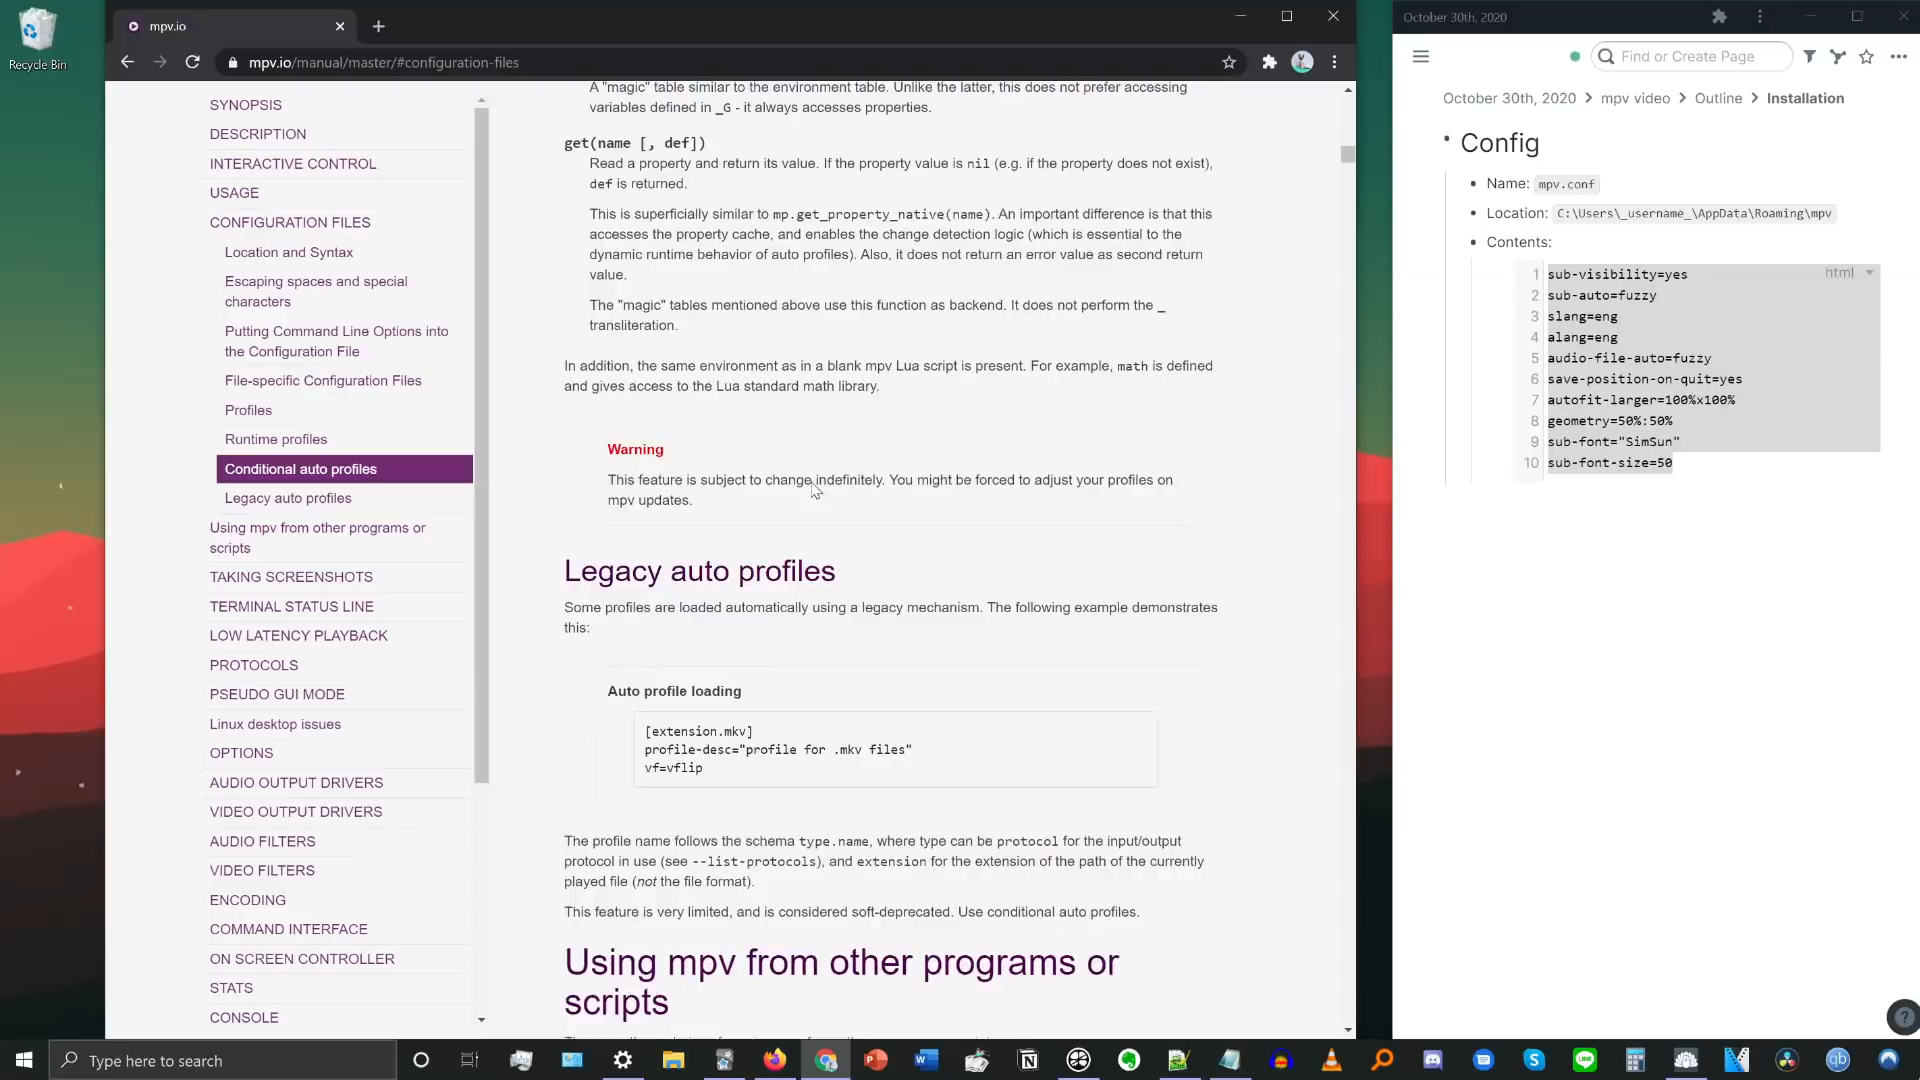 Recycle Bin
mpv.io
mpv.io/manual/master/#configuration-files
SYNOPSIS
DESCRIPTION
INTERACTIVE CONTROL
USAGE
CONFIGURATION FILES
Location and Syntax
Escaping spaces and special
characters
Putting Command Line Options into
the Configuration File
File-specific Configuration Files
Profiles
Runtime profiles
Conditional auto profiles
Legacy auto profiles
Using mpv from other programs or
scripts
TAKING SCREENSHOTS
TERMINAL STATUS LINE
LOW LATENCY PLAYBACK
PROTOCOLS
PSEUDO GUI MODE
Linux desktop issues
OPTIONS
AUDIO OUTPUT DRIVERS
VIDEO OUTPUT DRIVERS
AUDIO FILTERS
VIDEO FILTERS
ENCODING
COMMAND INTERFACE
ON SCREEN CONTROLLER
STATS
CONSOLE
A "magic" table similar to the environment table. Unlike the latter, this does not prefer accessing
variables defined in _G - it always accesses properties.
get(name [, def])
Read a property and return its value. If the property value is nil (e.g. if the property does not exist),
def is returned.
This is superficially similar to mp.get_property_native(name). An important difference is that this
accesses the property cache, and enables the change detection logic (which is essential to the
dynamic runtime behavior of auto profiles). Also, it does not return an error value as second return
value.
The "magic" tables mentioned above use this function as backend. It does not perform the _
transliteration.
In addition, the same environment as in a blank mpv Lua script is present. For example, math is defined
and gives access to the Lua standard math library.
Warning
This feature is subject to change indefinitely. You might be forced to adjust your profiles on
mpv updates.
Legacy auto profiles
Some profiles are loaded automatically using a legacy mechanism. The following example demonstrates
this:
Auto profile loading
[extension.mkv]
profile-desc="profile for .mkv files"
vf=vflip
The profile name follows the schema type.name, where type can be protocol for the input/output
protocol in use (see --list-protocols), and extension for the extension of the path of the currently
played file (not the file format).
This feature is very limited, and is considered soft-deprecated. Use conditional auto profiles.
Using mpv from other programs or
scripts
October 30th, 2020
Find or Create Page
October 30th, 2020 > mpv video > Outline > Installation
Config
Name: mpv.conf
Location: C:\Users\_username_\AppData\Roaming\mpv
Contents:
html
1 sub-visibility=yes
2 sub-auto=fuzzy
3 slang=eng
4 alang=eng
5 audio-file-auto=fuzzy
6 save-position-on-quit=yes
7 autofit-larger=100%x100%
8 geometry=50%:50%
9 sub-font="SimSun"
10 sub-font-size=50
Type here to search